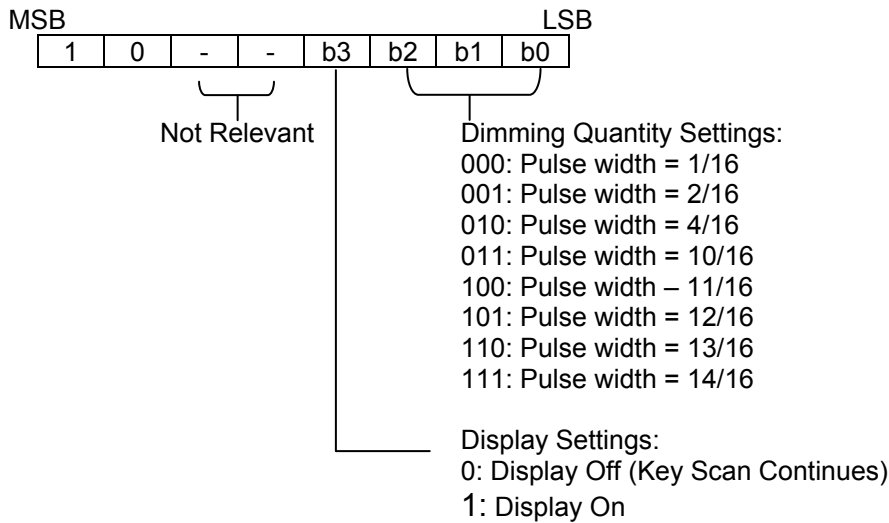 MSB LSB
1 0 - - b3 b2 b1 b0
Not Relevant
Dimming Quantity Settings:
000: Pulse width = 1/16
001: Pulse width = 2/16
010: Pulse width = 4/16
011: Pulse width = 10/16
100: Pulse width – 11/16
101: Pulse width = 12/16
110: Pulse width = 13/16
111: Pulse width = 14/16
Display Settings:
0: Display Off (Key Scan Continues)
1: Display On